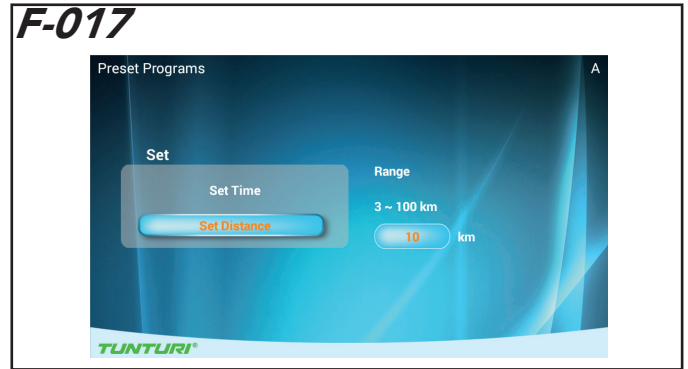 F-017
Preset Programs A
Set
Set Time
Set Distance
Range
3 ~ 100 km
10 km
TUNTURI®